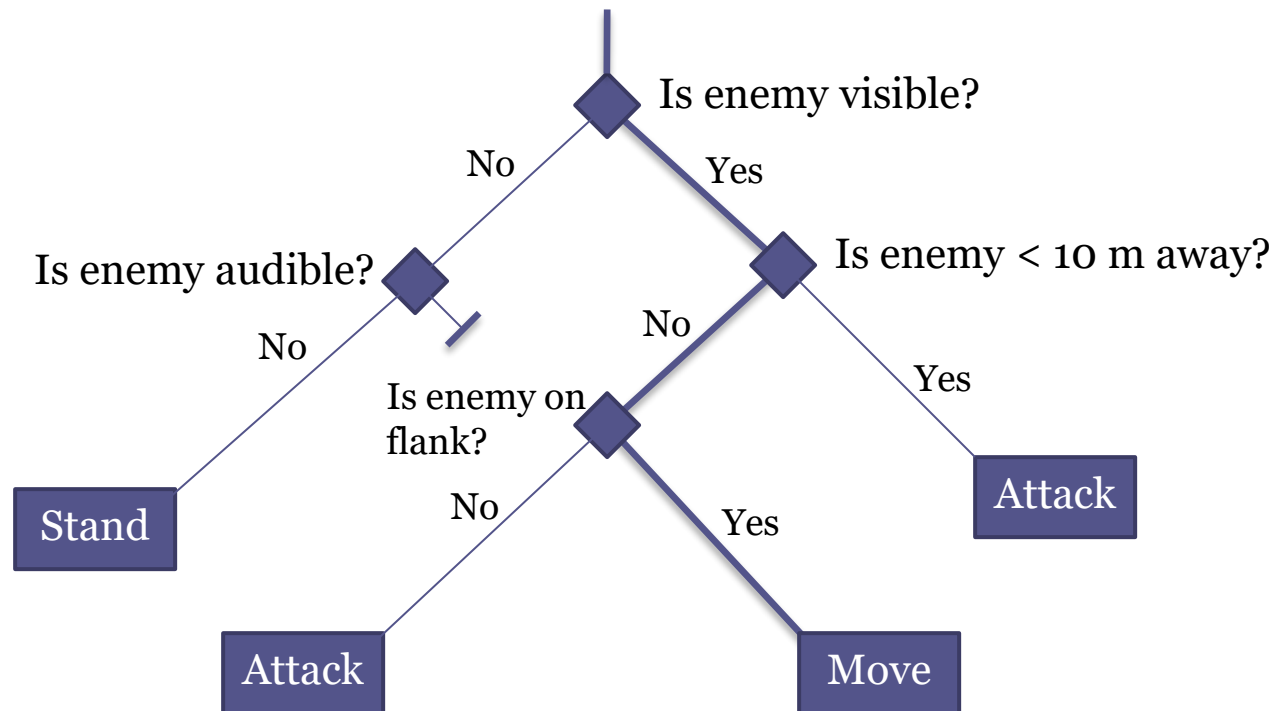 Is enemy visible?
No
Yes
Is enemy audible?
Is enemy < 10 m away?
No
No
Yes
Is enemy on
flank?
No
Yes
Attack
Stand
Attack
Move